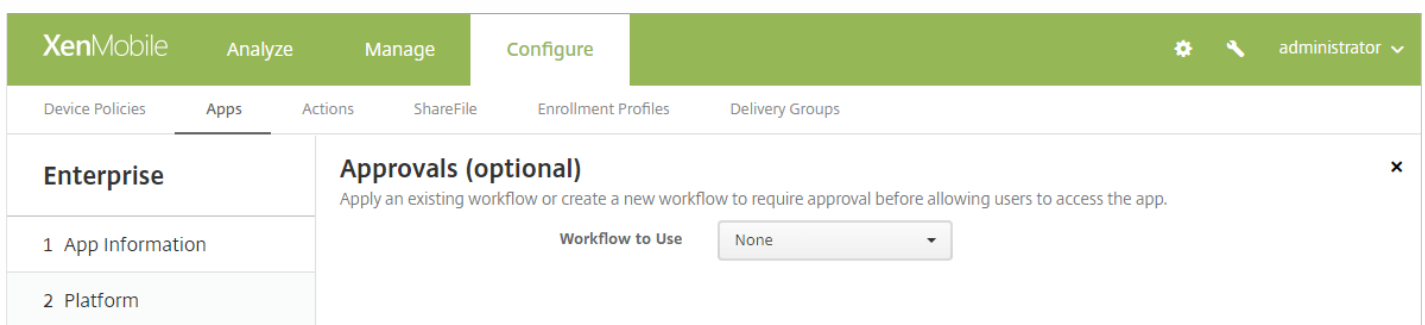 XenMobile Analyze Manage Configure administrator
Device Policies Apps Actions ShareFile Enrollment Profiles Delivery Groups
Enterprise
1 App Information
2 Platform
Approvals (optional)
Apply an existing workflow or create a new workflow to require approval before allowing users to access the app.
Workflow to Use None